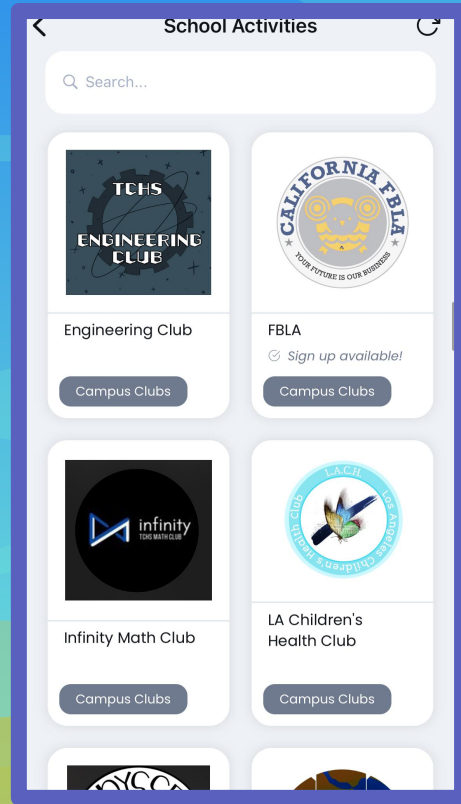 School Activities
Search...
TCHS
ENGINEERING
CLUB
Engineering Club
Campus Clubs
CALIFORNIA FBLA
YOUR FUTURE IS OUR BUSINESS
FBLA
Sign up available!
Campus Clubs
infinity
TCHS MATH CLUB
Infinity Math Club
Campus Clubs
L.A.C.H.
Los Angeles Children's Health Club
LA Children's
Health Club
Campus Clubs